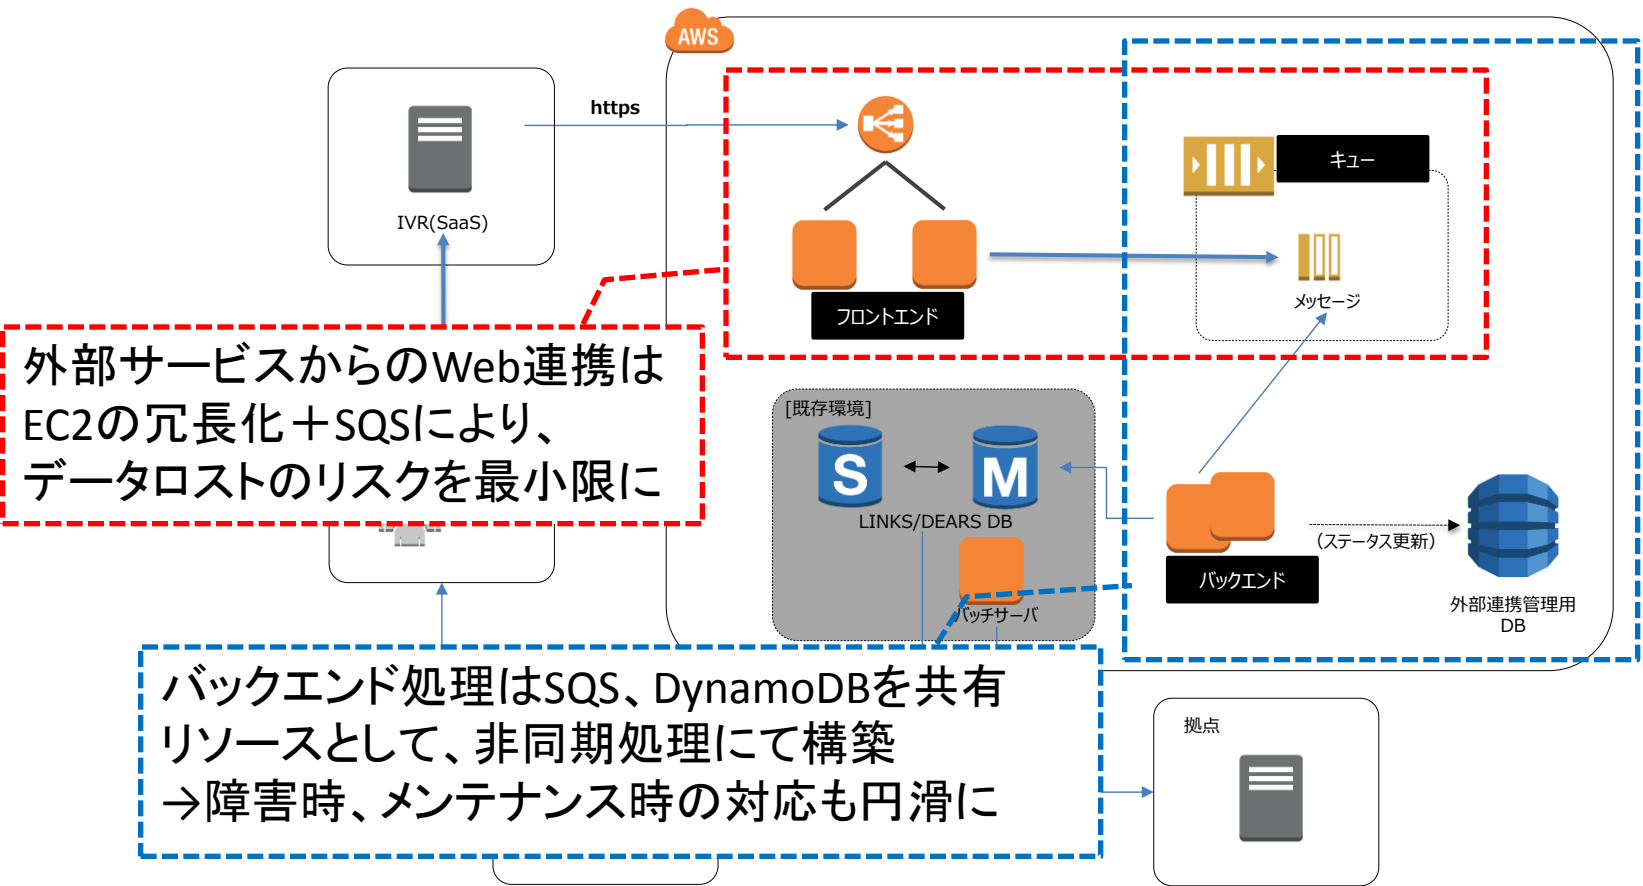 AWS
https
キュー
IVR(SaaS)
メッセージ
フロントエンド
外部サービスからのWeb連携は
EC2の冗長化＋SQSにより、
データロストのリスクを最小限に
[既存環境]
S
M
LINKS/DEARS DB
(ステータス更新)
バックエンド
外部連携管理用
DB
バッチサーバ
バックエンド処理はSQS、DynamoDBを共有
リソースとして、非同期処理にて構築
→障害時、メンテナンス時の対応も円滑に
拠点